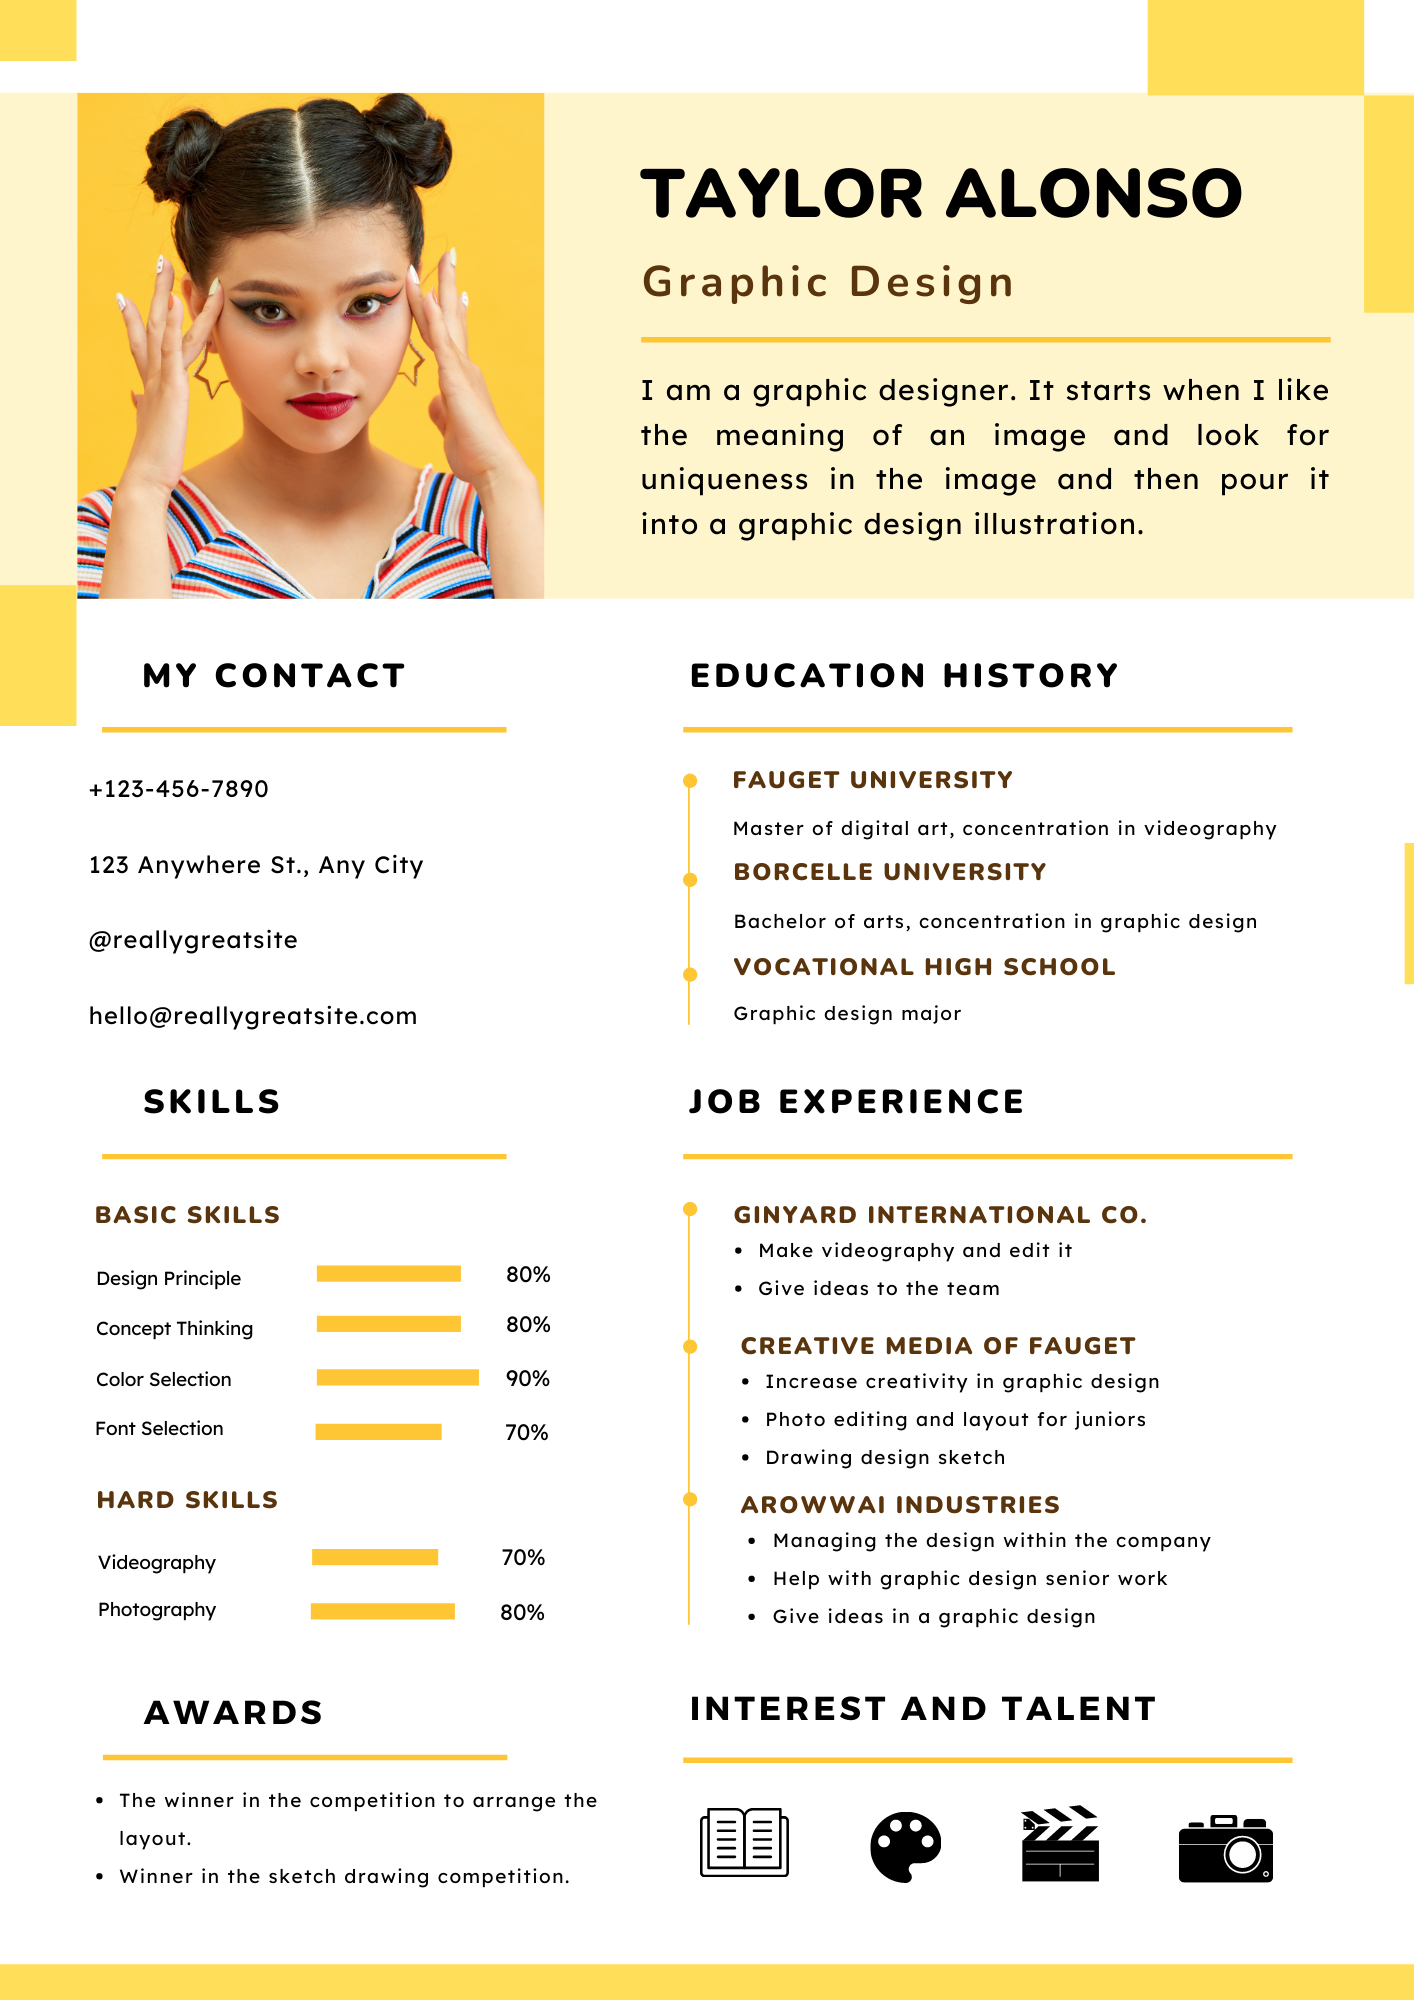 TAYLOR ALONSO
Graphic Design
I am a graphic designer. It starts when I like
the meaning of an image and look for
uniqueness in the image and then pour it
into a graphic design illustration.
MY CONTACT
+123-456-7890
123 Anywhere St., Any City
@reallygreatsite
hello@reallygreatsite.com
EDUCATION HISTORY
FAUGET UNIVERSITY
Master of digital art, concentration in videography
BORCELLE UNIVERSITY
Bachelor of arts, concentration in graphic design
VOCATIONAL HIGH SCHOOL
Graphic design major
SKILLS
BASIC SKILLS
Design Principle 80%
Concept Thinking 80%
Color Selection 90%
Font Selection 70%
HARD SKILLS
Videography 70%
Photography 80%
JOB EXPERIENCE
GINYARD INTERNATIONAL CO.
• Make videography and edit it
• Give ideas to the team
CREATIVE MEDIA OF FAUGET
• Increase creativity in graphic design
• Photo editing and layout for juniors
• Drawing design sketch
AROWWAI INDUSTRIES
• Managing the design within the company
• Help with graphic design senior work
• Give ideas in a graphic design
AWARDS
• The winner in the competition to arrange the
layout.
• Winner in the sketch drawing competition.
INTEREST AND TALENT